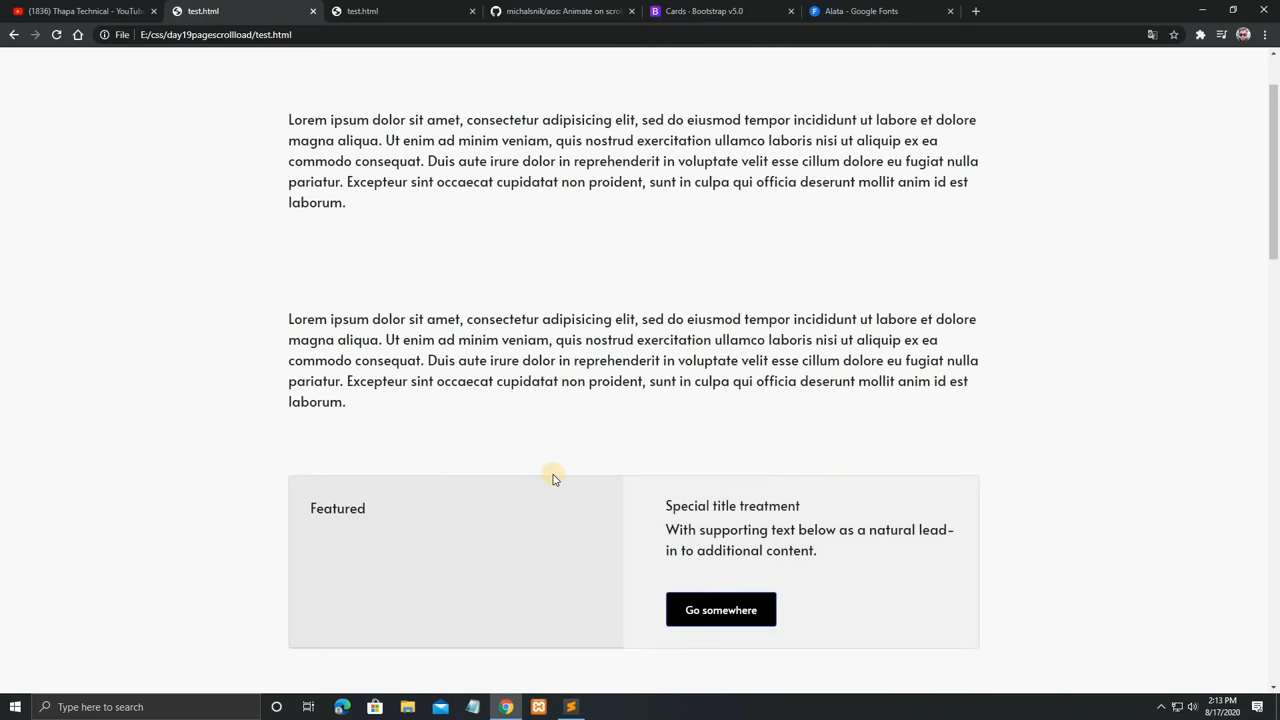 (1836) Thapa Technical - YouTube
test.html
test.html
michalsnik/aos: Animate on scroll
Cards · Bootstrap v5.0
Alata - Google Fonts
File
E:/css/day19pagescrollload/test.html
Lorem ipsum dolor sit amet, consectetur adipisicing elit, sed do eiusmod tempor incididunt ut labore et dolore
magna aliqua. Ut enim ad minim veniam, quis nostrud exercitation ullamco laboris nisi ut aliquip ex ea
commodo consequat. Duis aute irure dolor in reprehenderit in voluptate velit esse cillum dolore eu fugiat nulla
pariatur. Excepteur sint occaecat cupidatat non proident, sunt in culpa qui officia deserunt mollit anim id est
laborum.
Lorem ipsum dolor sit amet, consectetur adipisicing elit, sed do eiusmod tempor incididunt ut labore et dolore
magna aliqua. Ut enim ad minim veniam, quis nostrud exercitation ullamco laboris nisi ut aliquip ex ea
commodo consequat. Duis aute irure dolor in reprehenderit in voluptate velit esse cillum dolore eu fugiat nulla
pariatur. Excepteur sint occaecat cupidatat non proident, sunt in culpa qui officia deserunt mollit anim id est
laborum.
Featured
Special title treatment
With supporting text below as a natural lead-
in to additional content.
Go somewhere
Type here to search
2:13 PM
8/17/2020